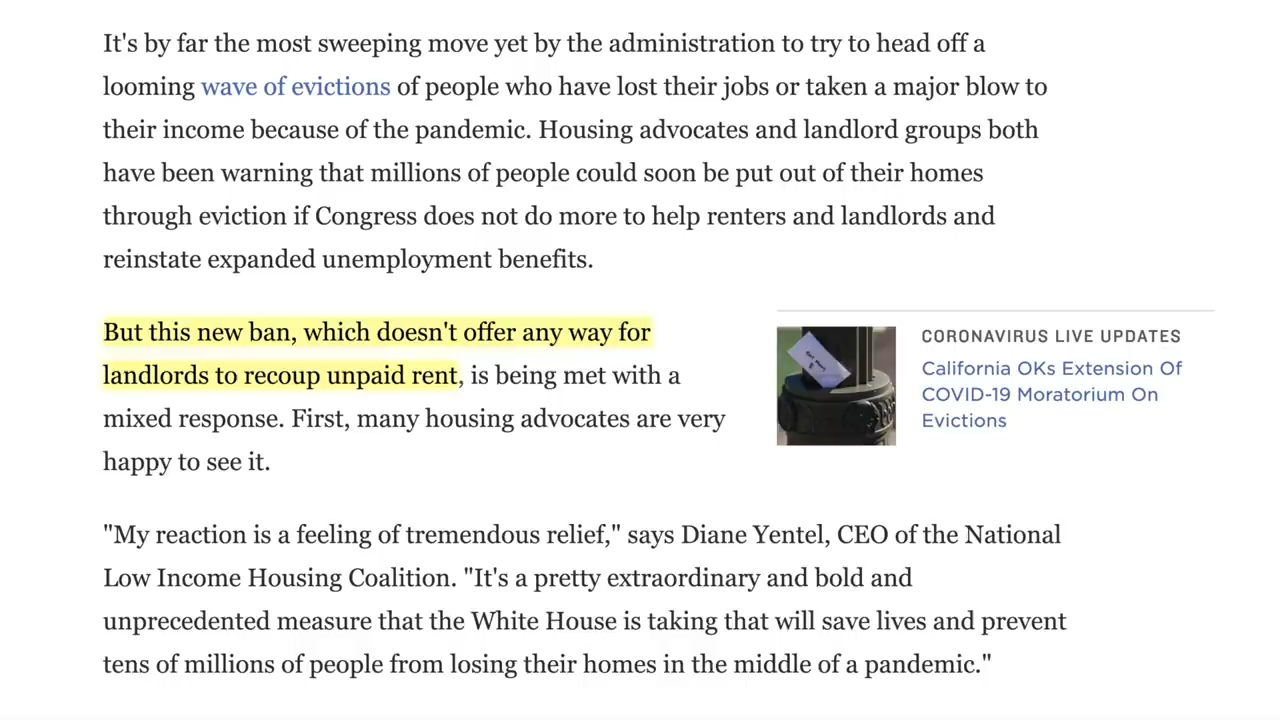 It's by far the most sweeping move yet by the administration to try to head off a
looming wave of evictions of people who have lost their jobs or taken a major blow to
their income because of the pandemic. Housing advocates and landlord groups both
have been warning that millions of people could soon be put out of their homes
through eviction if Congress does not do more to help renters and landlords and
reinstate expanded unemployment benefits.
But this new ban, which doesn't offer any way for
landlords to recoup unpaid rent, is being met with a
mixed response. First, many housing advocates are very
happy to see it.
CORONAVIRUS LIVE UPDATES
California OKs Extension Of
COVID-19 Moratorium On
Evictions
"My reaction is a feeling of tremendous relief," says Diane Yentel, CEO of the National
Low Income Housing Coalition. "It's a pretty extraordinary and bold and
unprecedented measure that the White House is taking that will save lives and prevent
tens of millions of people from losing their homes in the middle of a pandemic."